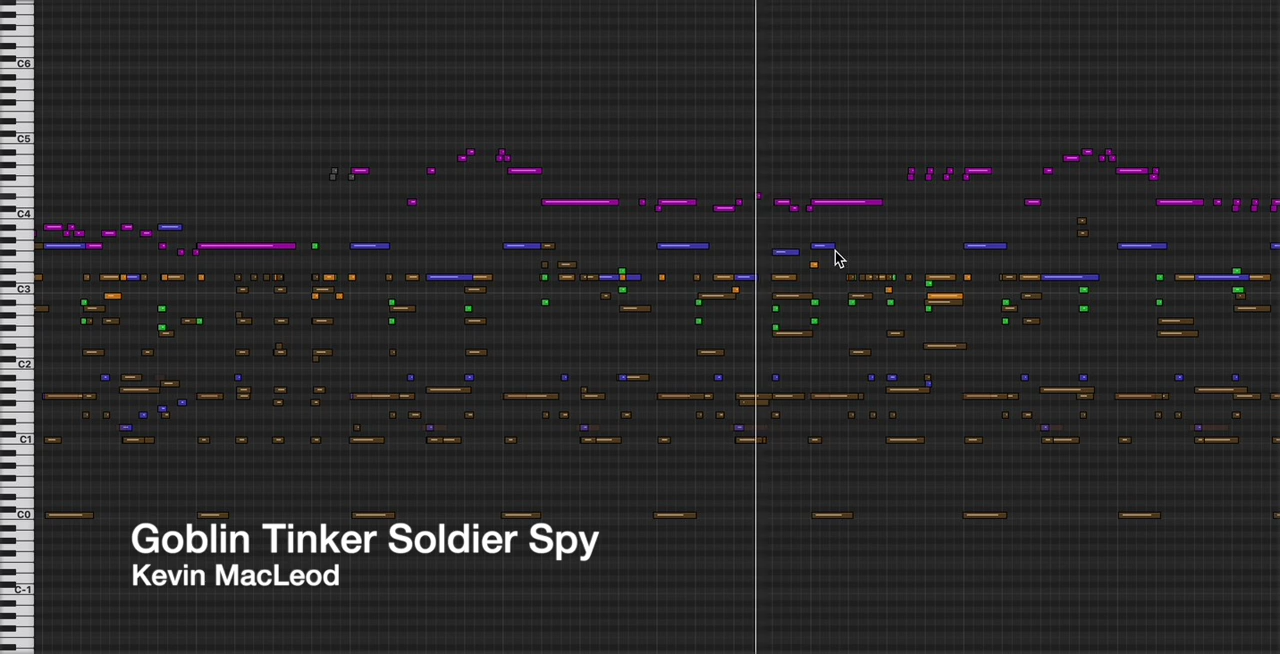 C6
C5
C4
C3
C2
C1
C0
Goblin Tinker Soldier Spy
Kevin MacLeod
C-1